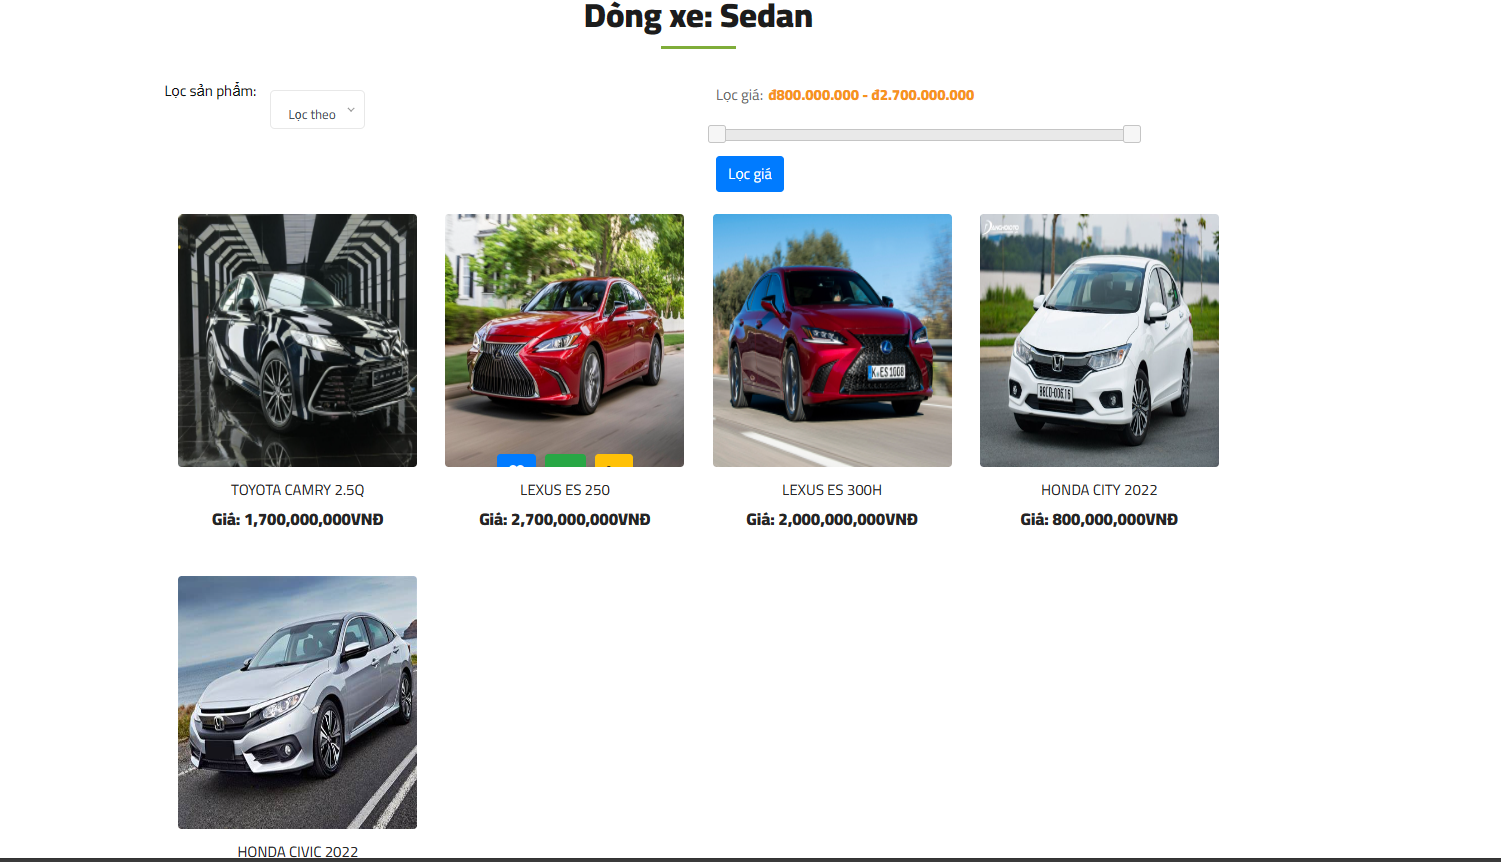 Dòng xe: Sedan
Lọc sản phẩm:
Lọc theo
Lọc giá: đ800.000.000 - đ2.700.000.000
Lọc giá
K ES 1008
TOYOTA CAMRY 2.5Q
Giá: 1,700,000,000VNĐ
LEXUS ES 250
Giá: 2,700,000,000VNĐ
LEXUS ES 300H
Giá: 2,000,000,000VNĐ
HONDA CITY 2022
Giá: 800,000,000VNĐ
HONDA CIVIC 2022